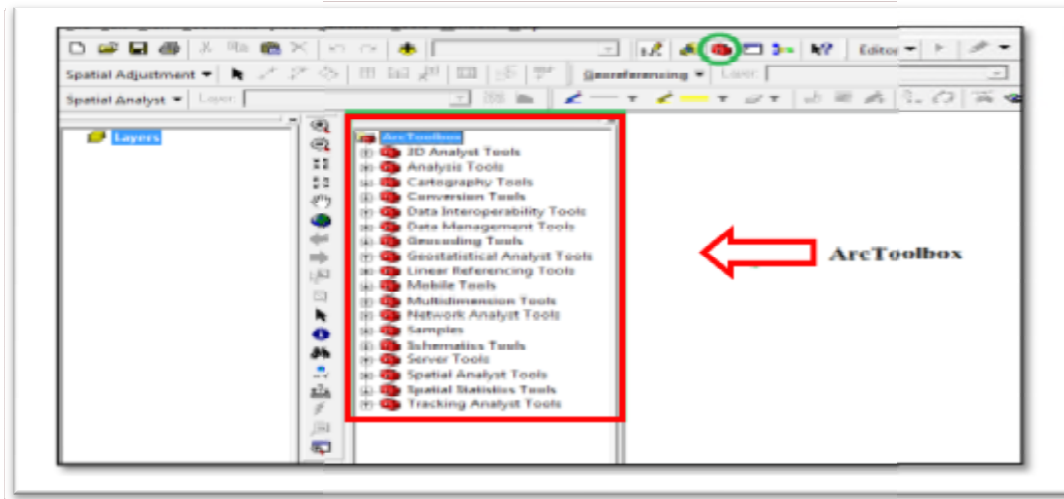 Editor
Spatial Adjustment
Georeferencing
Layer:
Spatial Analyst
Layer:
Layers
ArcToolbox
3D Analyst Tools
Analysis Tools
Cartography Tools
Conversion Tools
Data Interoperability Tools
Data Management Tools
Geocoding Tools
Geostatistical Analyst Tools
Linear Referencing Tools
Mobile Tools
Multidimension Tools
Network Analyst Tools
Samples
Schematics Tools
Server Tools
Spatial Analyst Tools
Spatial Statistics Tools
Tracking Analyst Tools
ArcToolbox